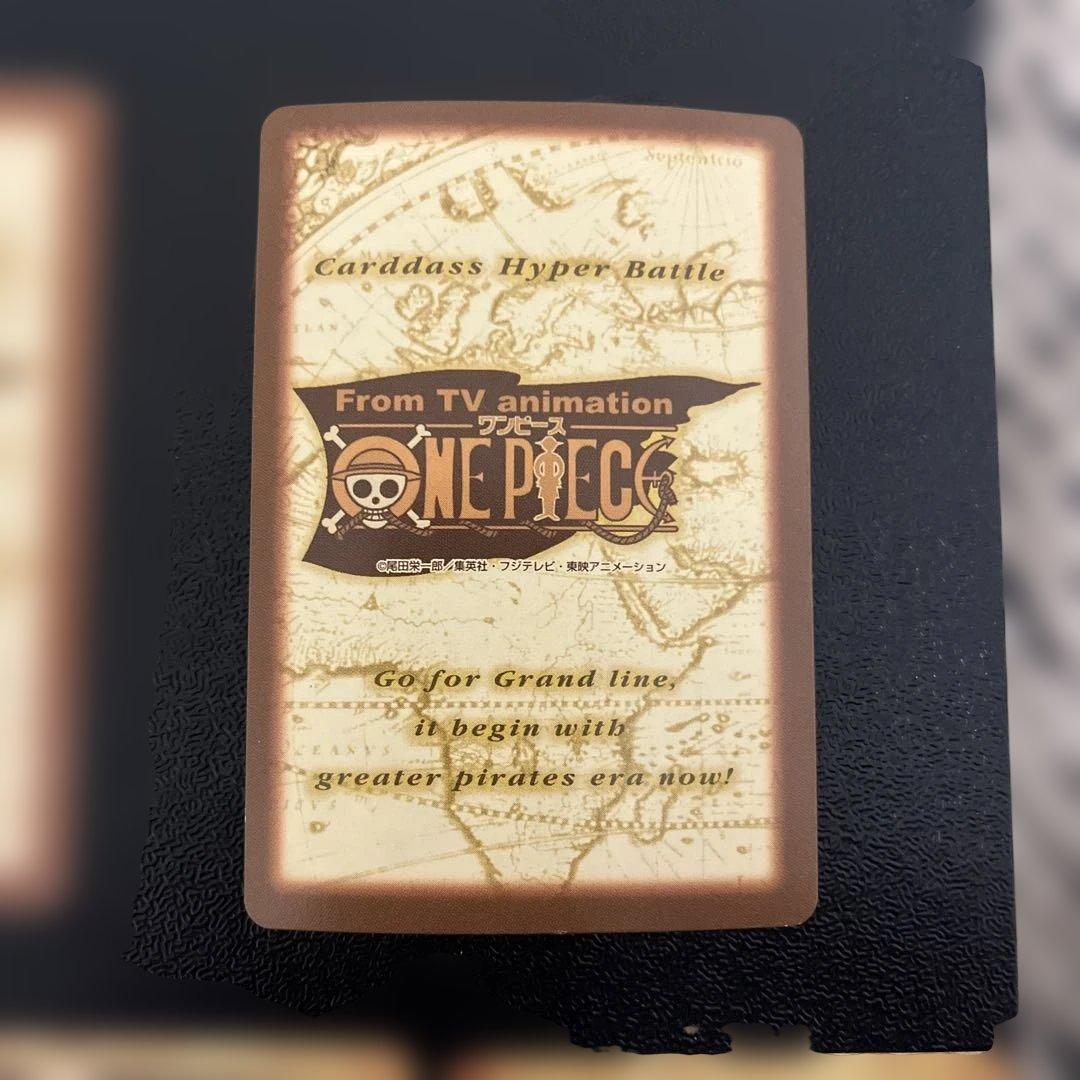 Septentrio
Carddass Hyper Battle
From TV animation
ワンピース
ONE PIECE
©尾田栄一郎／集英社・フジテレビ・東映アニメーション
Go for Grand line,
it begin with
greater pirates era now!